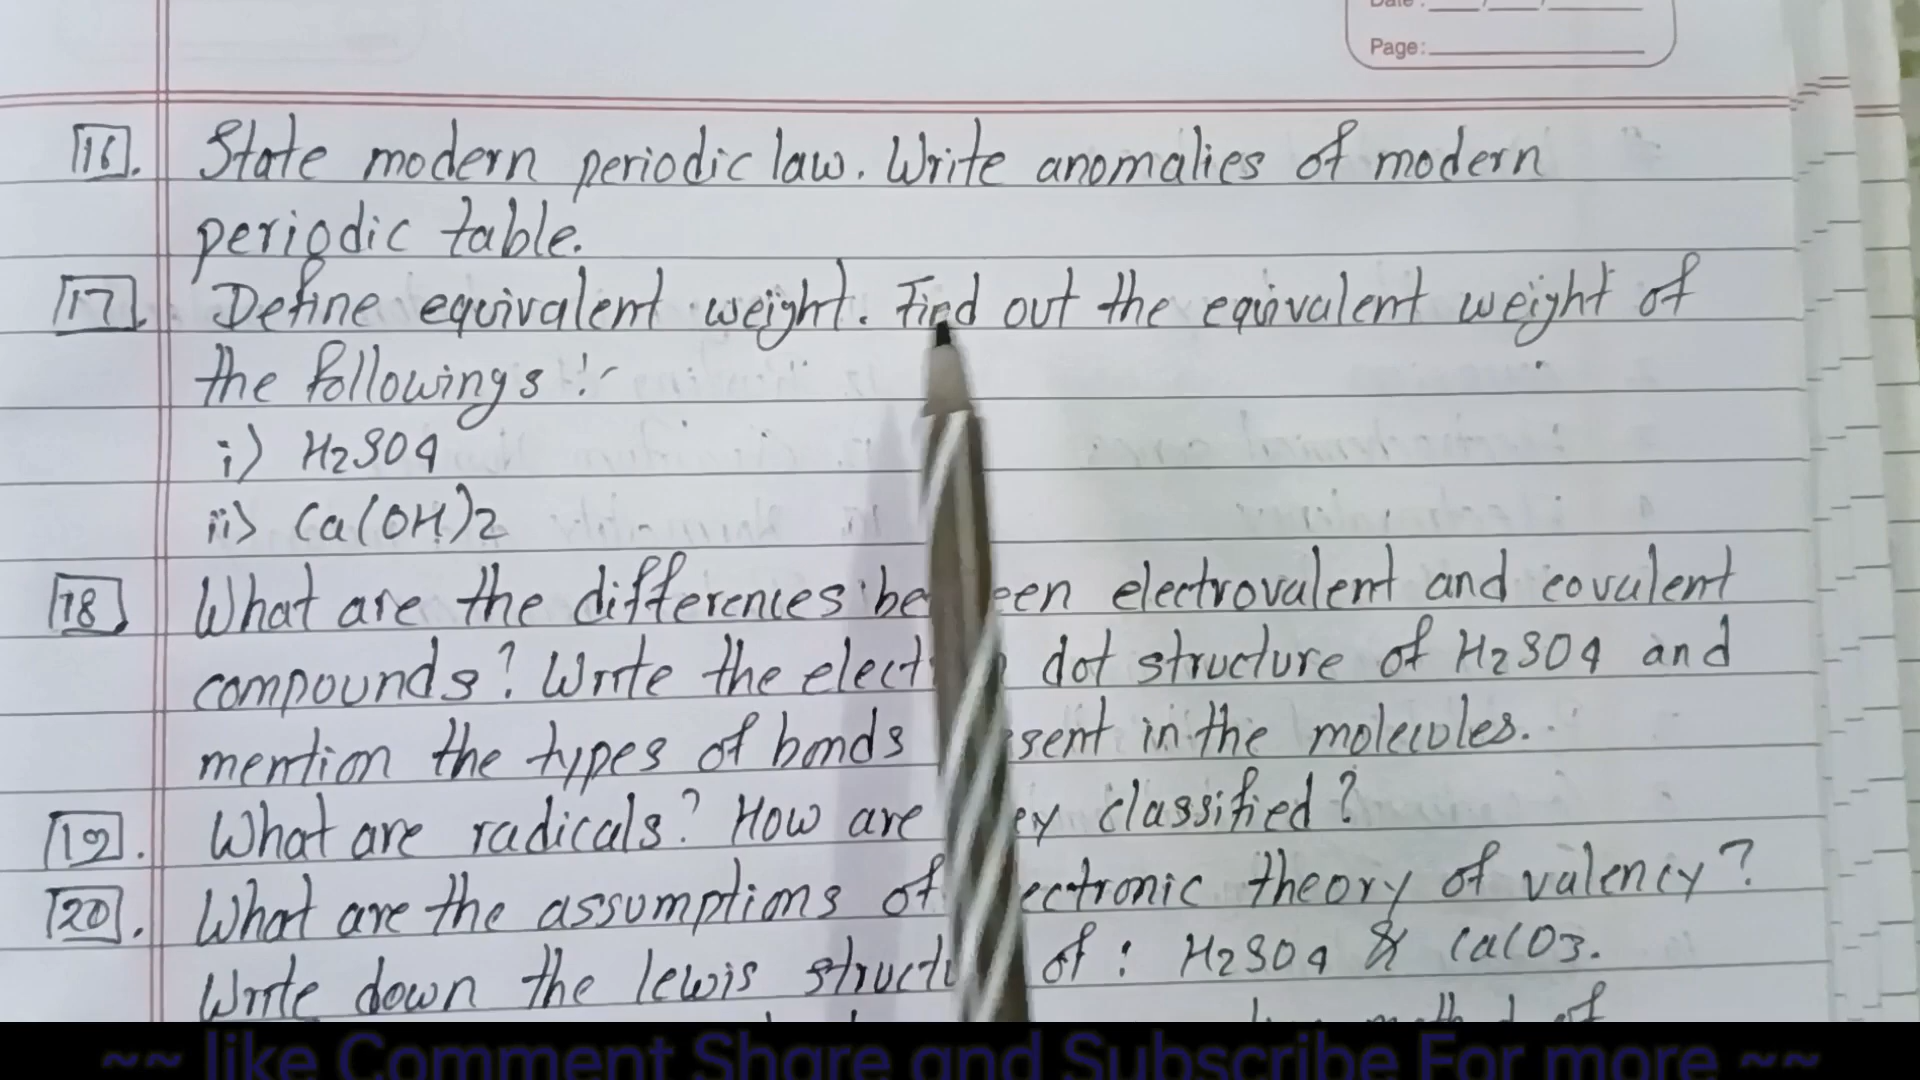 Date: ___/___/______
Page:
16. State modern periodic law. Write anomalies of modern
periodic table.
17. Define equivalent weight. Find out the equivalent weight of
the followings :-
i) H2SO4
ii) Ca(OH)2
18 What are the differences be een electrovalent and covalent
compounds? Write the elect dot structure of H2SO4 and
mention the types of bonds sent in the molecules.
19. What are radicals? How are ey classified?
20. What are the assumptions of ectronic theory of valency?
Write down the lewis struct of : H2SO4 & CaCO3.
~~ like Comment Share and Subscribe For more ~~